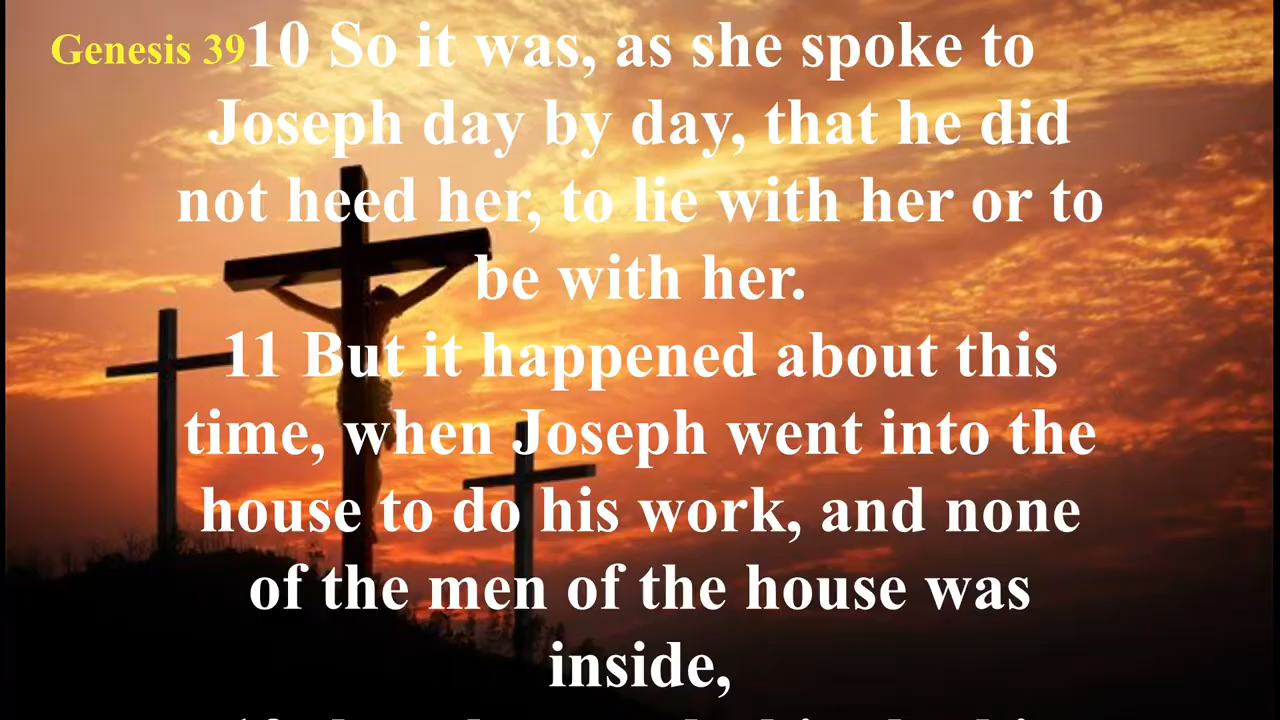 Genesis 39
10 So it was, as she spoke to
Joseph day by day, that he did
not heed her, to lie with her or to
be with her.
11 But it happened about this
time, when Joseph went into the
house to do his work, and none
of the men of the house was
inside,